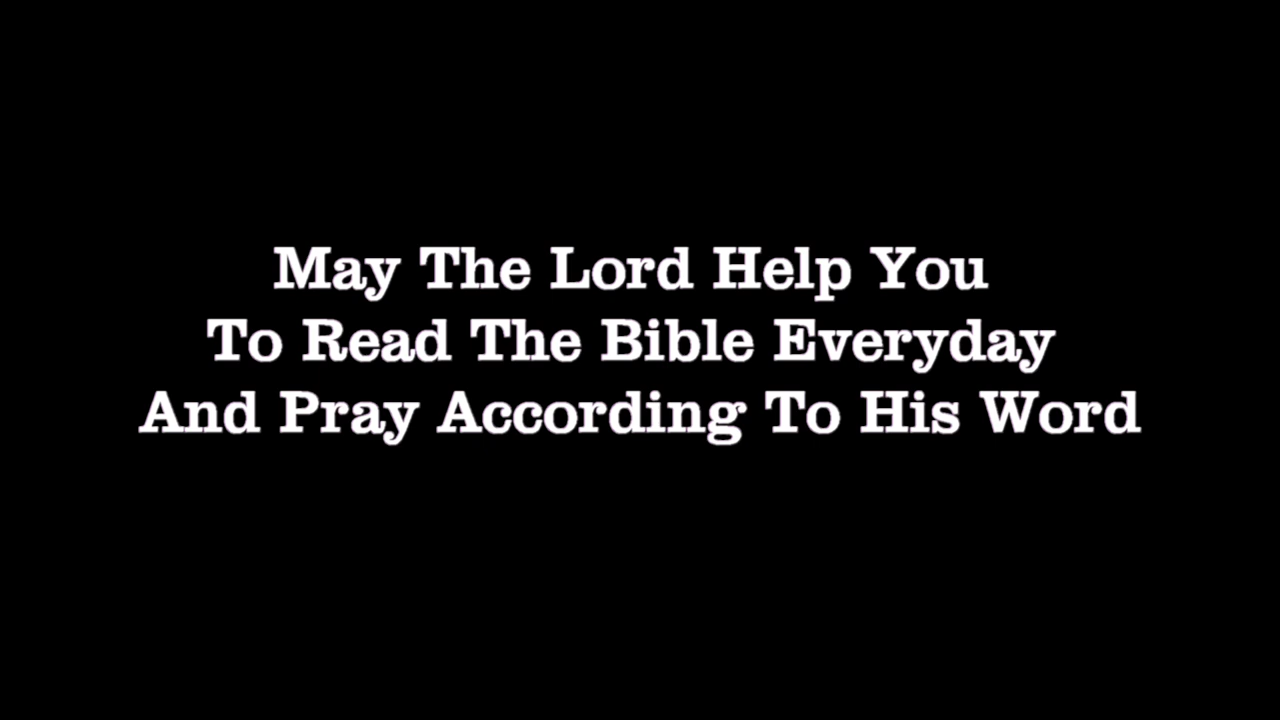 May The Lord Help You
To Read The Bible Everyday
And Pray According To His Word